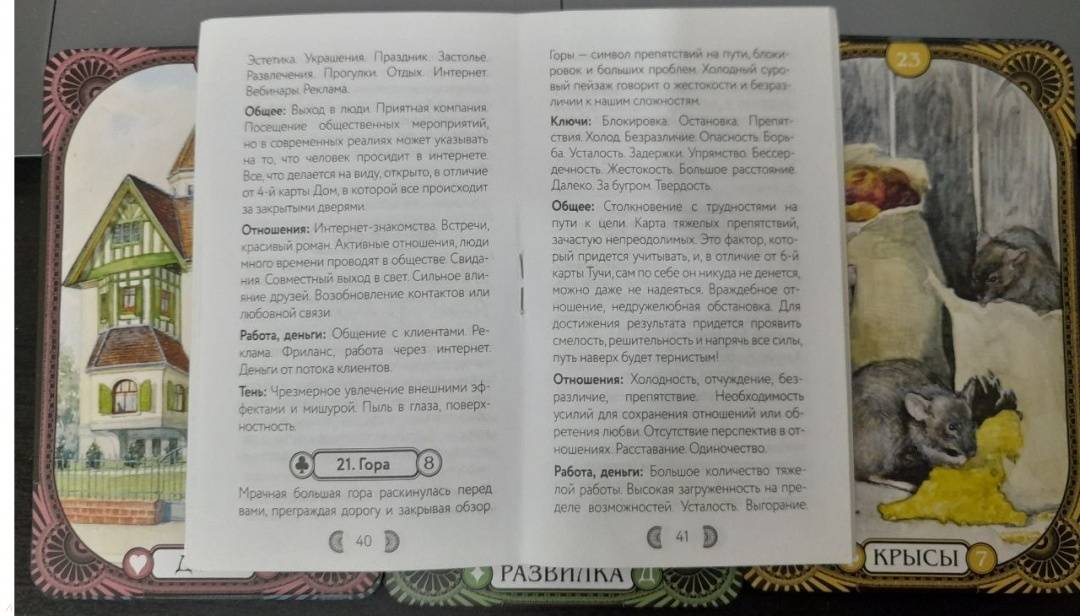 Эстетика. Украшения. Праздник. Застолье.
Развлечения. Прогулки. Отдых. Интернет.
Вебинары. Реклама.
Общее: Выход в люди. Приятная компания.
Посещение общественных мероприятий,
но в современных реалиях может указывать
на то, что человек просидит в интернете.
Все, что делается на виду, открыто, в отличие
от 4-й карты Дом, в которой все происходит
за закрытыми дверями.
Отношения: Интернет-знакомства. Встречи,
красивый роман. Активные отношения, люди
много времени проводят в обществе. Свида-
ния. Совместный выход в свет. Сильное вли-
яние друзей. Возобновление контактов или
любовной связи.
Работа, деньги: Общение с клиентами. Ре-
клама. Фриланс, работа через интернет.
Деньги от потока клиентов.
Тень: Чрезмерное увлечение внешними эф-
фектами и мишурой. Пыль в глаза, поверх-
ностность.
21. Гора 8
Мрачная большая гора раскинулась перед
вами, преграждая дорогу и закрывая обзор.
40
Горы — символ препятствий на пути, блоки-
ровок и больших проблем. Холодный суро-
вый пейзаж говорит о жестокости и безраз-
личии к нашим сложностям.
Ключи: Блокировка. Остановка. Препят-
ствия. Холод. Безразличие. Опасность. Борь-
ба. Усталость. Задержки. Упрямство. Бессер-
дечность. Жестокость. Большое расстояние.
Далеко. За бугром. Твердость.
Общее: Столкновение с трудностями на
пути к цели. Карта тяжелых препятствий,
зачастую непреодолимых. Это фактор, кото-
рый придется учитывать, и, в отличие от 6-й
карты Тучи, сам по себе он никуда не денется,
можно даже не надеяться. Враждебное от-
ношение, недружелюбная обстановка. Для
достижения результата придется проявить
смелость, решительность и напрячь все силы,
путь наверх будет тернистым!
Отношения: Холодность, отчуждение, без-
различие, препятствие. Необходимость
усилий для сохранения отношений или об-
ретения любви. Отсутствие перспектив в от-
ношениях. Расставание. Одиночество.
Работа, деньги: Большое количество тяже-
лой работы. Высокая загруженность на пре-
деле возможностей. Усталость. Выгорание.
41
23
РАЗВИЛКА Д
КРЫСЫ 7